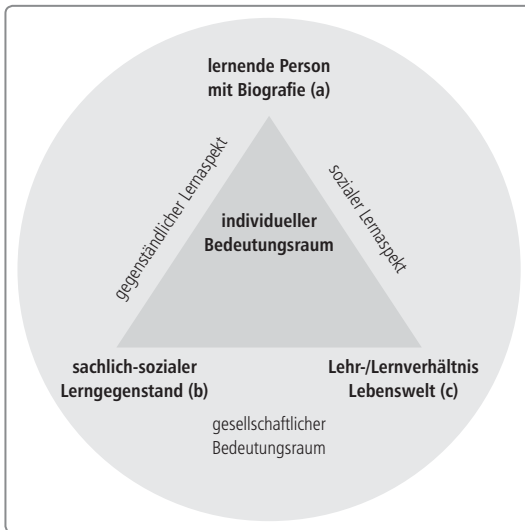 lernende Person
mit Biografie (a)
gegenständlicher Lernaspekt
sozialer Lernaspekt
individueller
Bedeutungsraum
sachlich-sozialer
Lerngegenstand (b)
Lehr-/Lernverhältnis
Lebenswelt (c)
gesellschaftlicher
Bedeutungsraum